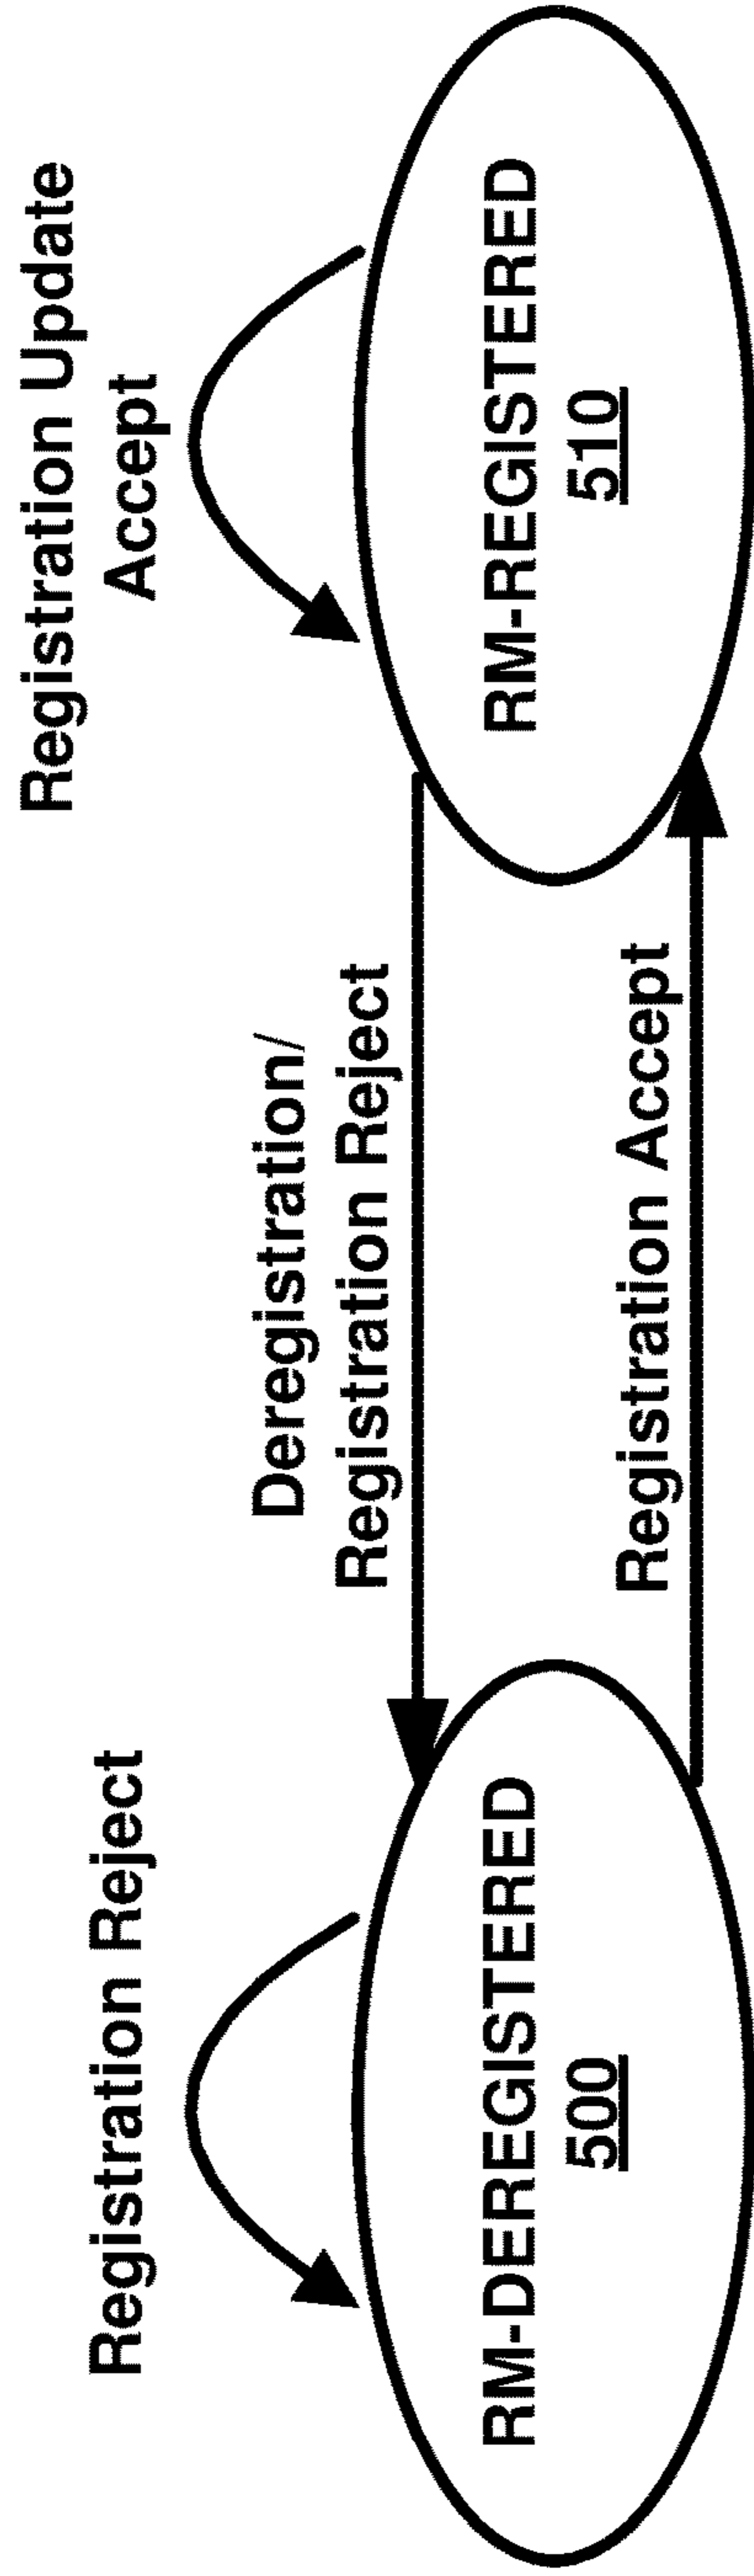 Registration Reject
RM-DEREGISTERED
500
Deregistration/
Registration Reject
Registration Accept
Registration Update
Accept
RM-REGISTERED
510